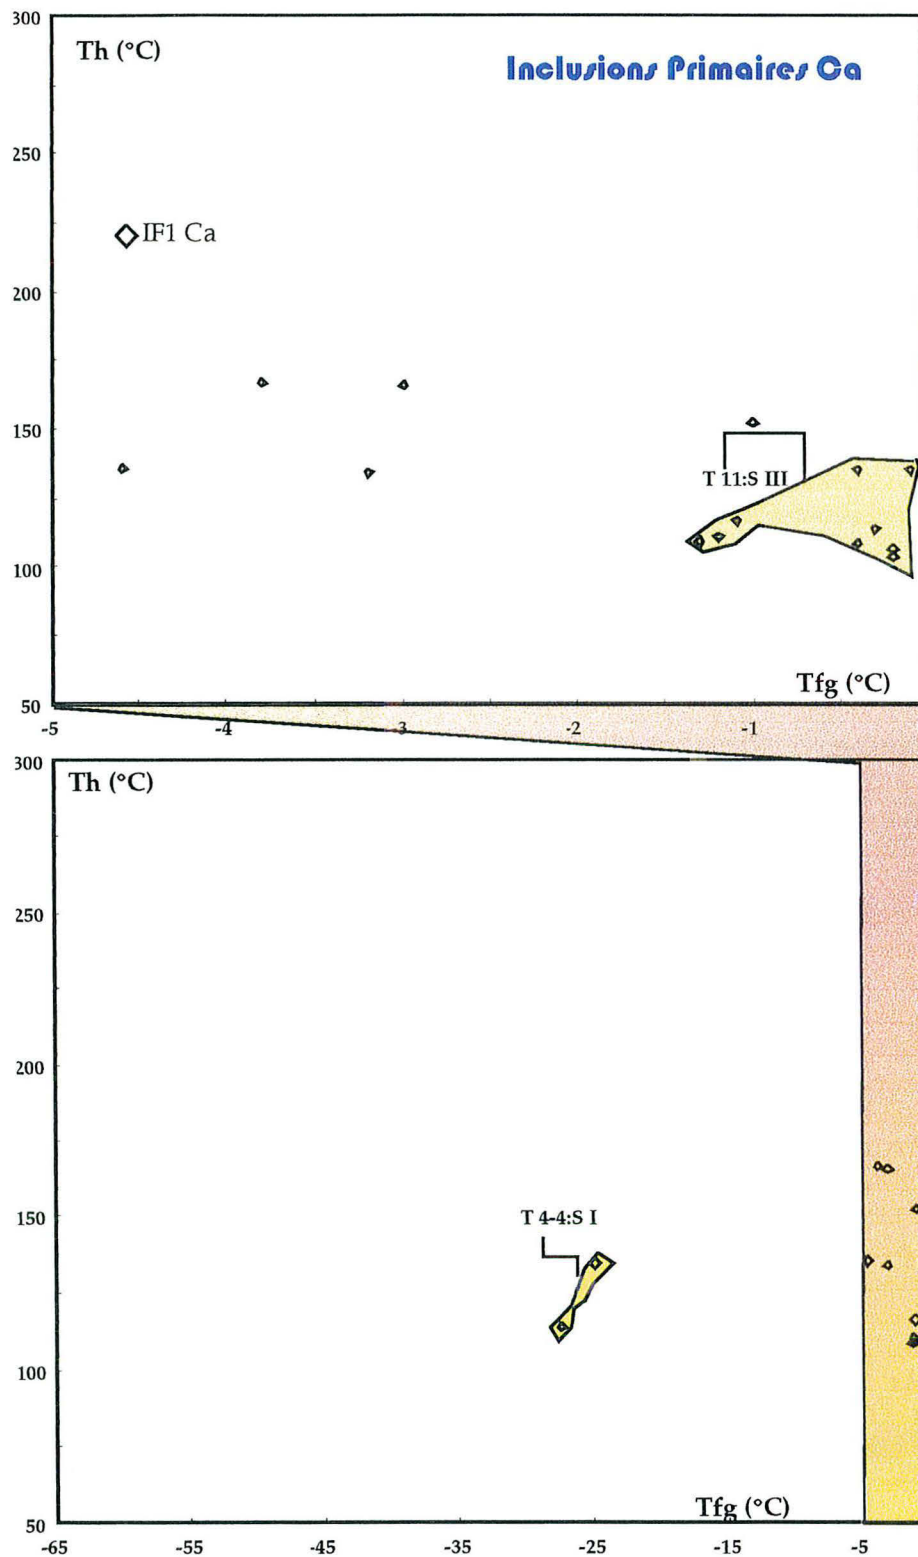 300
Th (°C)
Inclusions Primaires Ca
250
IF1 Ca
200
150
T 11:S III
100
Tfg (°C)
50
-5 -4 -3 -2 -1
300
Th (°C)
250
200
150
T 4-4:S I
100
Tfg (°C)
50
-65 -55 -45 -35 -25 -15 -5